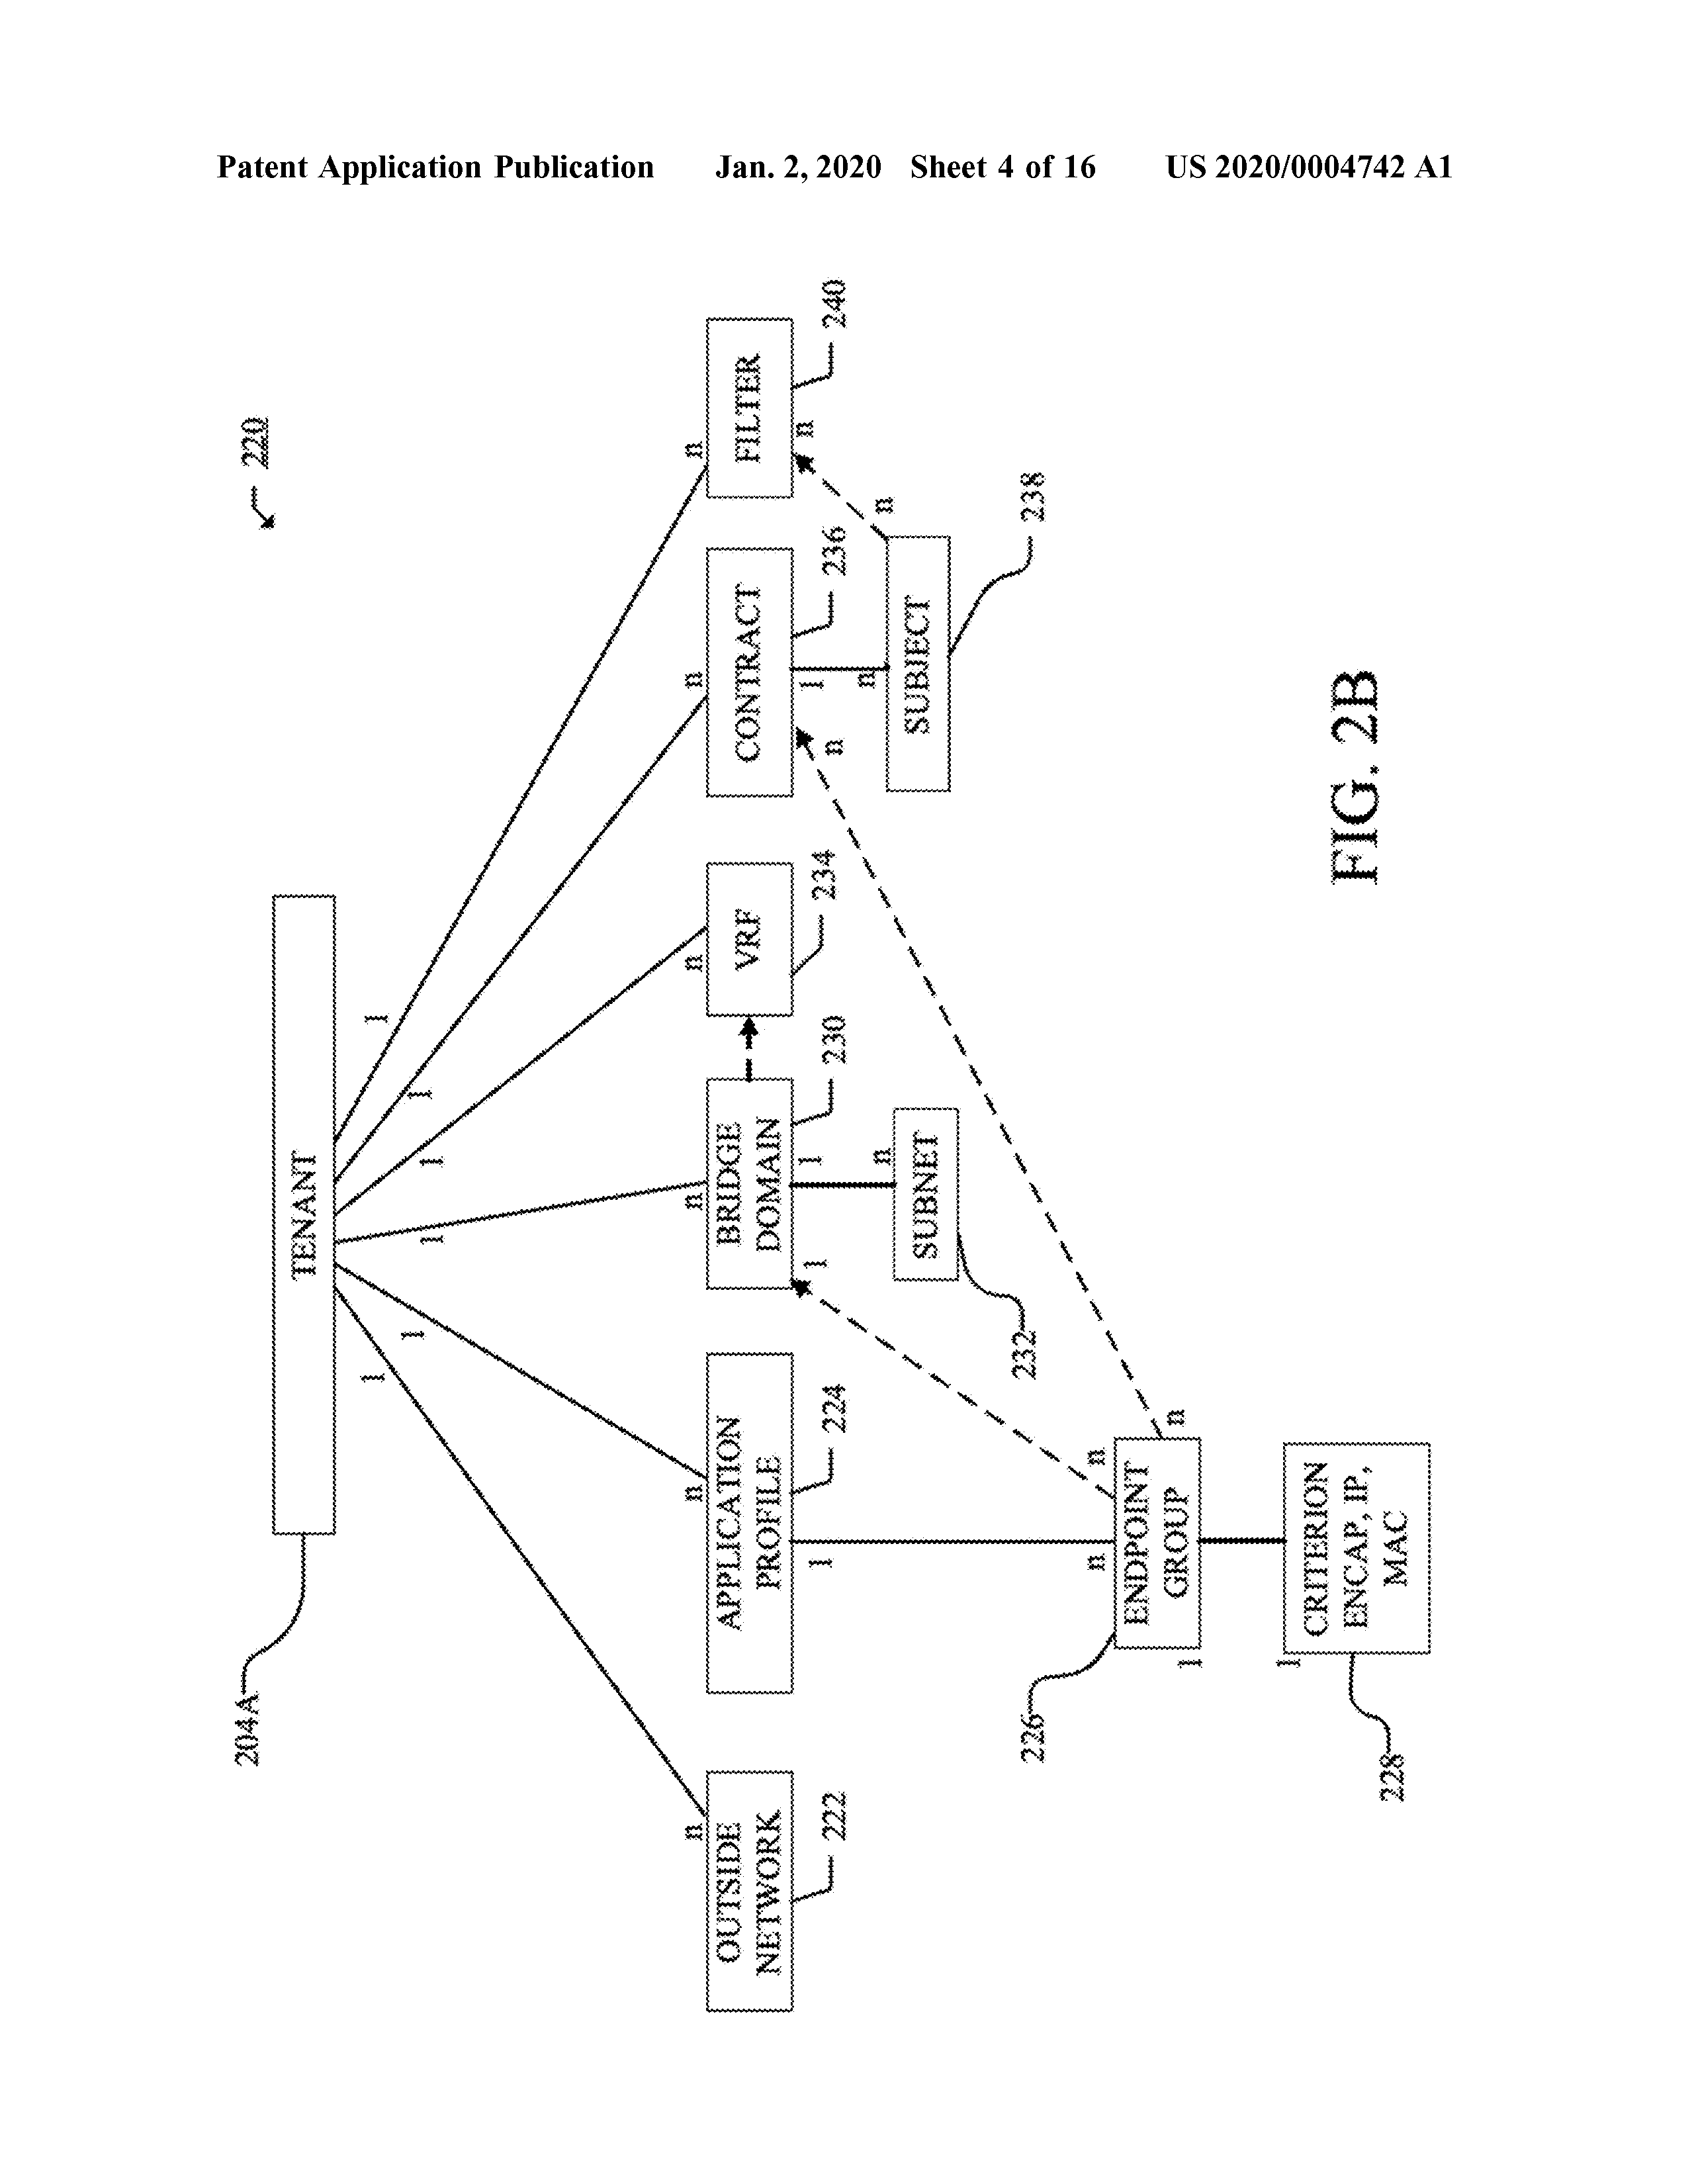 Patent Application Publication Jan. 2, 2020 Sheet 4 of 16 US 2020/0004742 A1
220
204A
TENANT
1
1
1
1
1
1
n
n
n
n
n
n
OUTSIDE
NETWORK
222
APPLICATION
PROFILE
224
BRIDGE
DOMAIN
230
VRF
234
CONTRACT
236
FILTER
240
1
1
1
n
1
n
n
n
n
SUBNET
232
SUBJECT
238
n
n
n
226
ENDPOINT
GROUP
1
1
228
CRITERION
ENCAP, IP,
MAC
FIG. 2B